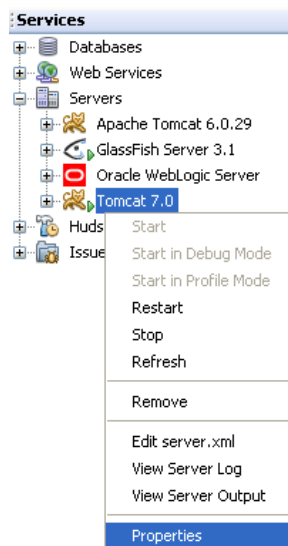 Services
Databases
Web Services
Servers
Apache Tomcat 6.0.29
GlassFish Server 3.1
Oracle WebLogic Server
Tomcat 7.0
Huds
Start
Issue
Start in Debug Mode
Start in Profile Mode
Restart
Stop
Refresh
Remove
Edit server.xml
View Server Log
View Server Output
Properties